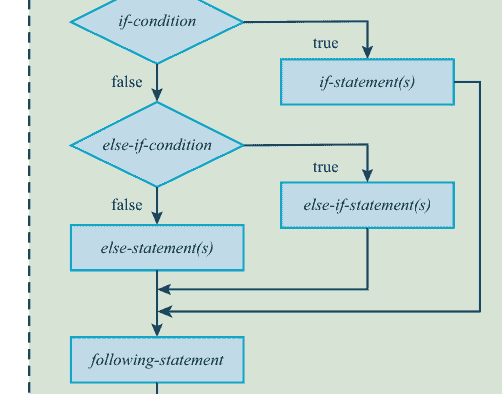 if-condition
true
if-statement(s)
false
else-if-condition
true
else-if-statement(s)
false
else-statement(s)
following-statement